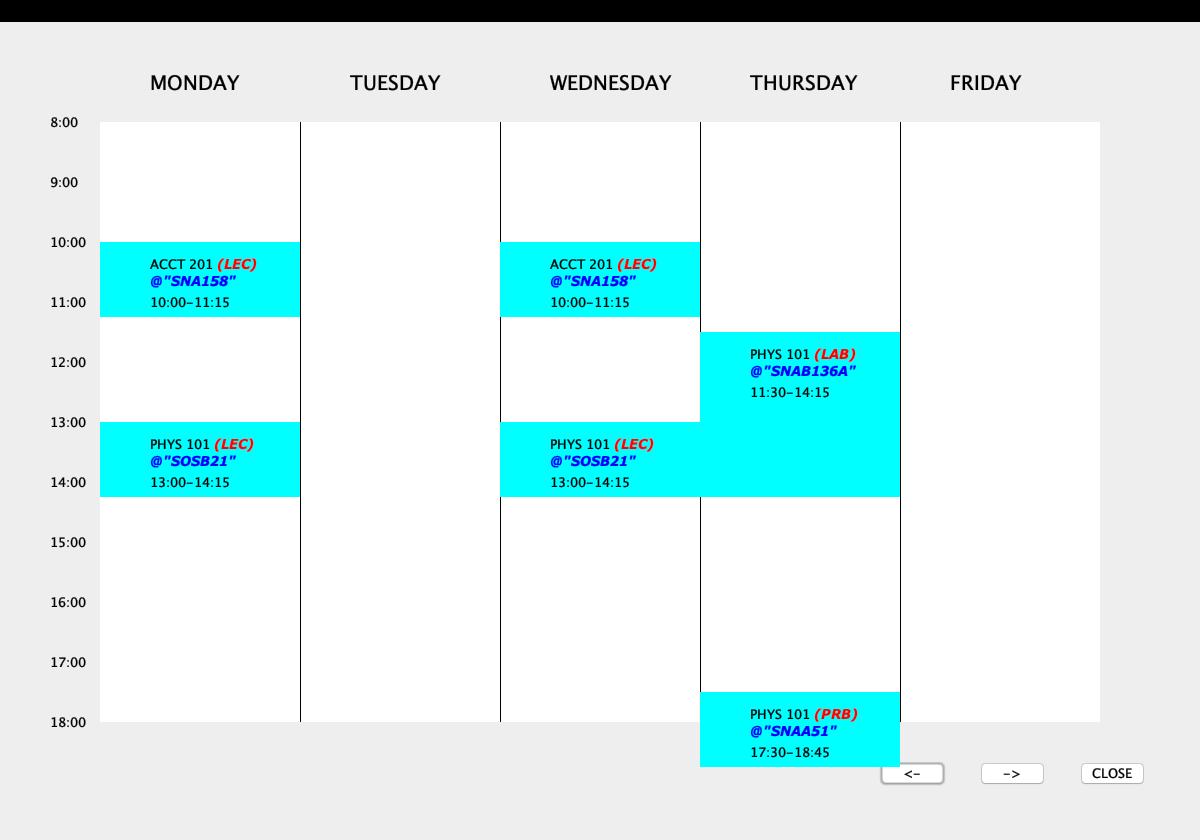 MONDAY TUESDAY WEDNESDAY THURSDAY FRIDAY
8:00
9:00
10:00
ACCT 201 (LEC) ACCT 201 (LEC)
@"SNA158" @"SNA158"
11:00 10:00-11:15 10:00-11:15
PHYS 101 (LAB)
12:00
@"SNAB136A"
11:30-14:15
13:00
PHYS 101 (LEC) PHYS 101 (LEC)
@"SOSB21" @"SOSB21"
14:00 13:00-14:15 13:00-14:15
15:00
16:00
17:00
PHYS 101 (PRB)
18:00
@"SNAA51"
17:30-18:45
<- -> CLOSE